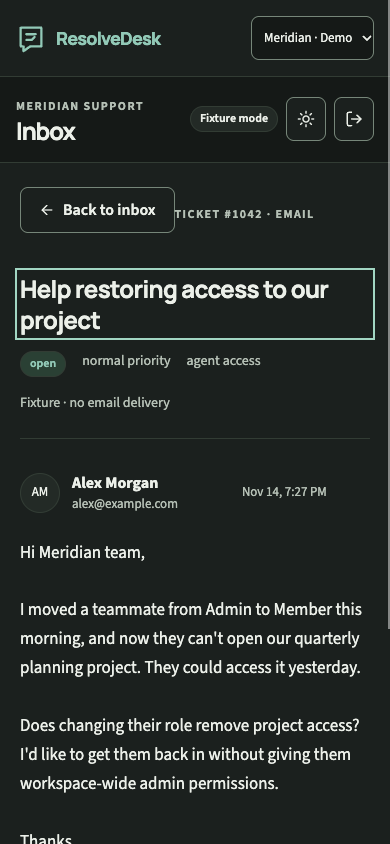 ResolveDesk
Meridian · Demo
MERIDIAN SUPPORT
Inbox
Fixture mode
Back to inbox
TICKET #1042 · EMAIL
Help restoring access to our
project
open
normal priority
agent access
Fixture · no email delivery
AM
Alex Morgan
alex@example.com
Nov 14, 7:27 PM
Hi Meridian team,
I moved a teammate from Admin to Member this
morning, and now they can't open our quarterly
planning project. They could access it yesterday.
Does changing their role remove project access?
I'd like to get them back in without giving them
workspace-wide admin permissions.
Thanks